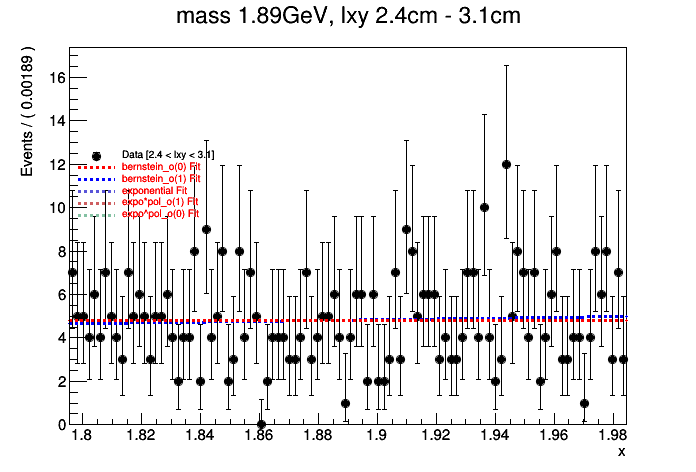 mass 1.89GeV, lxy 2.4cm - 3.1cm
Events / ( 0.00189 )
16
14
12
10
8
6
4
2
0
Data [2.4 < lxy < 3.1]
bernstein_o(0) Fit
bernstein_o(1) Fit
exponential Fit
expo*pol_o(1) Fit
expo^pol_o(0) Fit
1.8 1.82 1.84 1.86 1.88 1.9 1.92 1.94 1.96 1.98
x